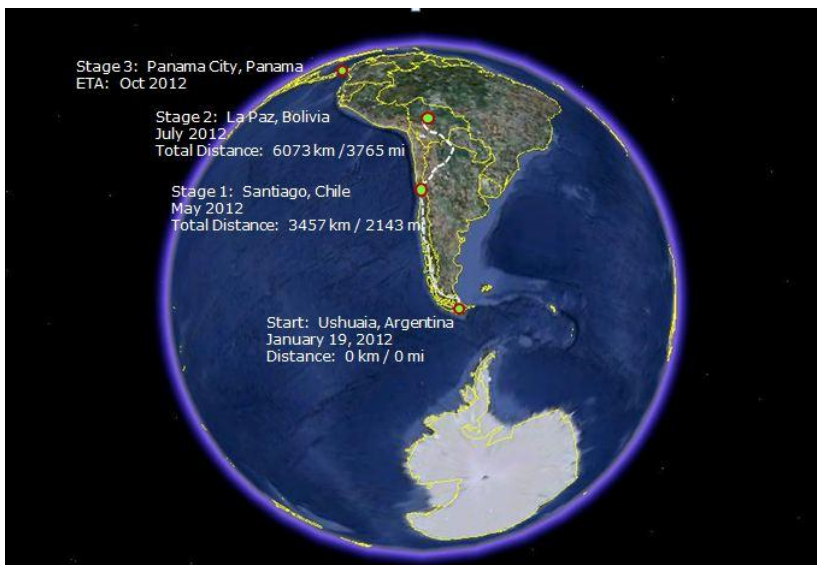 Stage 3: Panama City, Panama
ETA: Oct 2012
Stage 2: La Paz, Bolivia
July 2012
Total Distance: 6073 km /3765 mi
Stage 1: Santiago, Chile
May 2012
Total Distance: 3457 km / 2143 mi
Start: Ushuaia, Argentina
January 19, 2012
Distance: 0 km / 0 mi